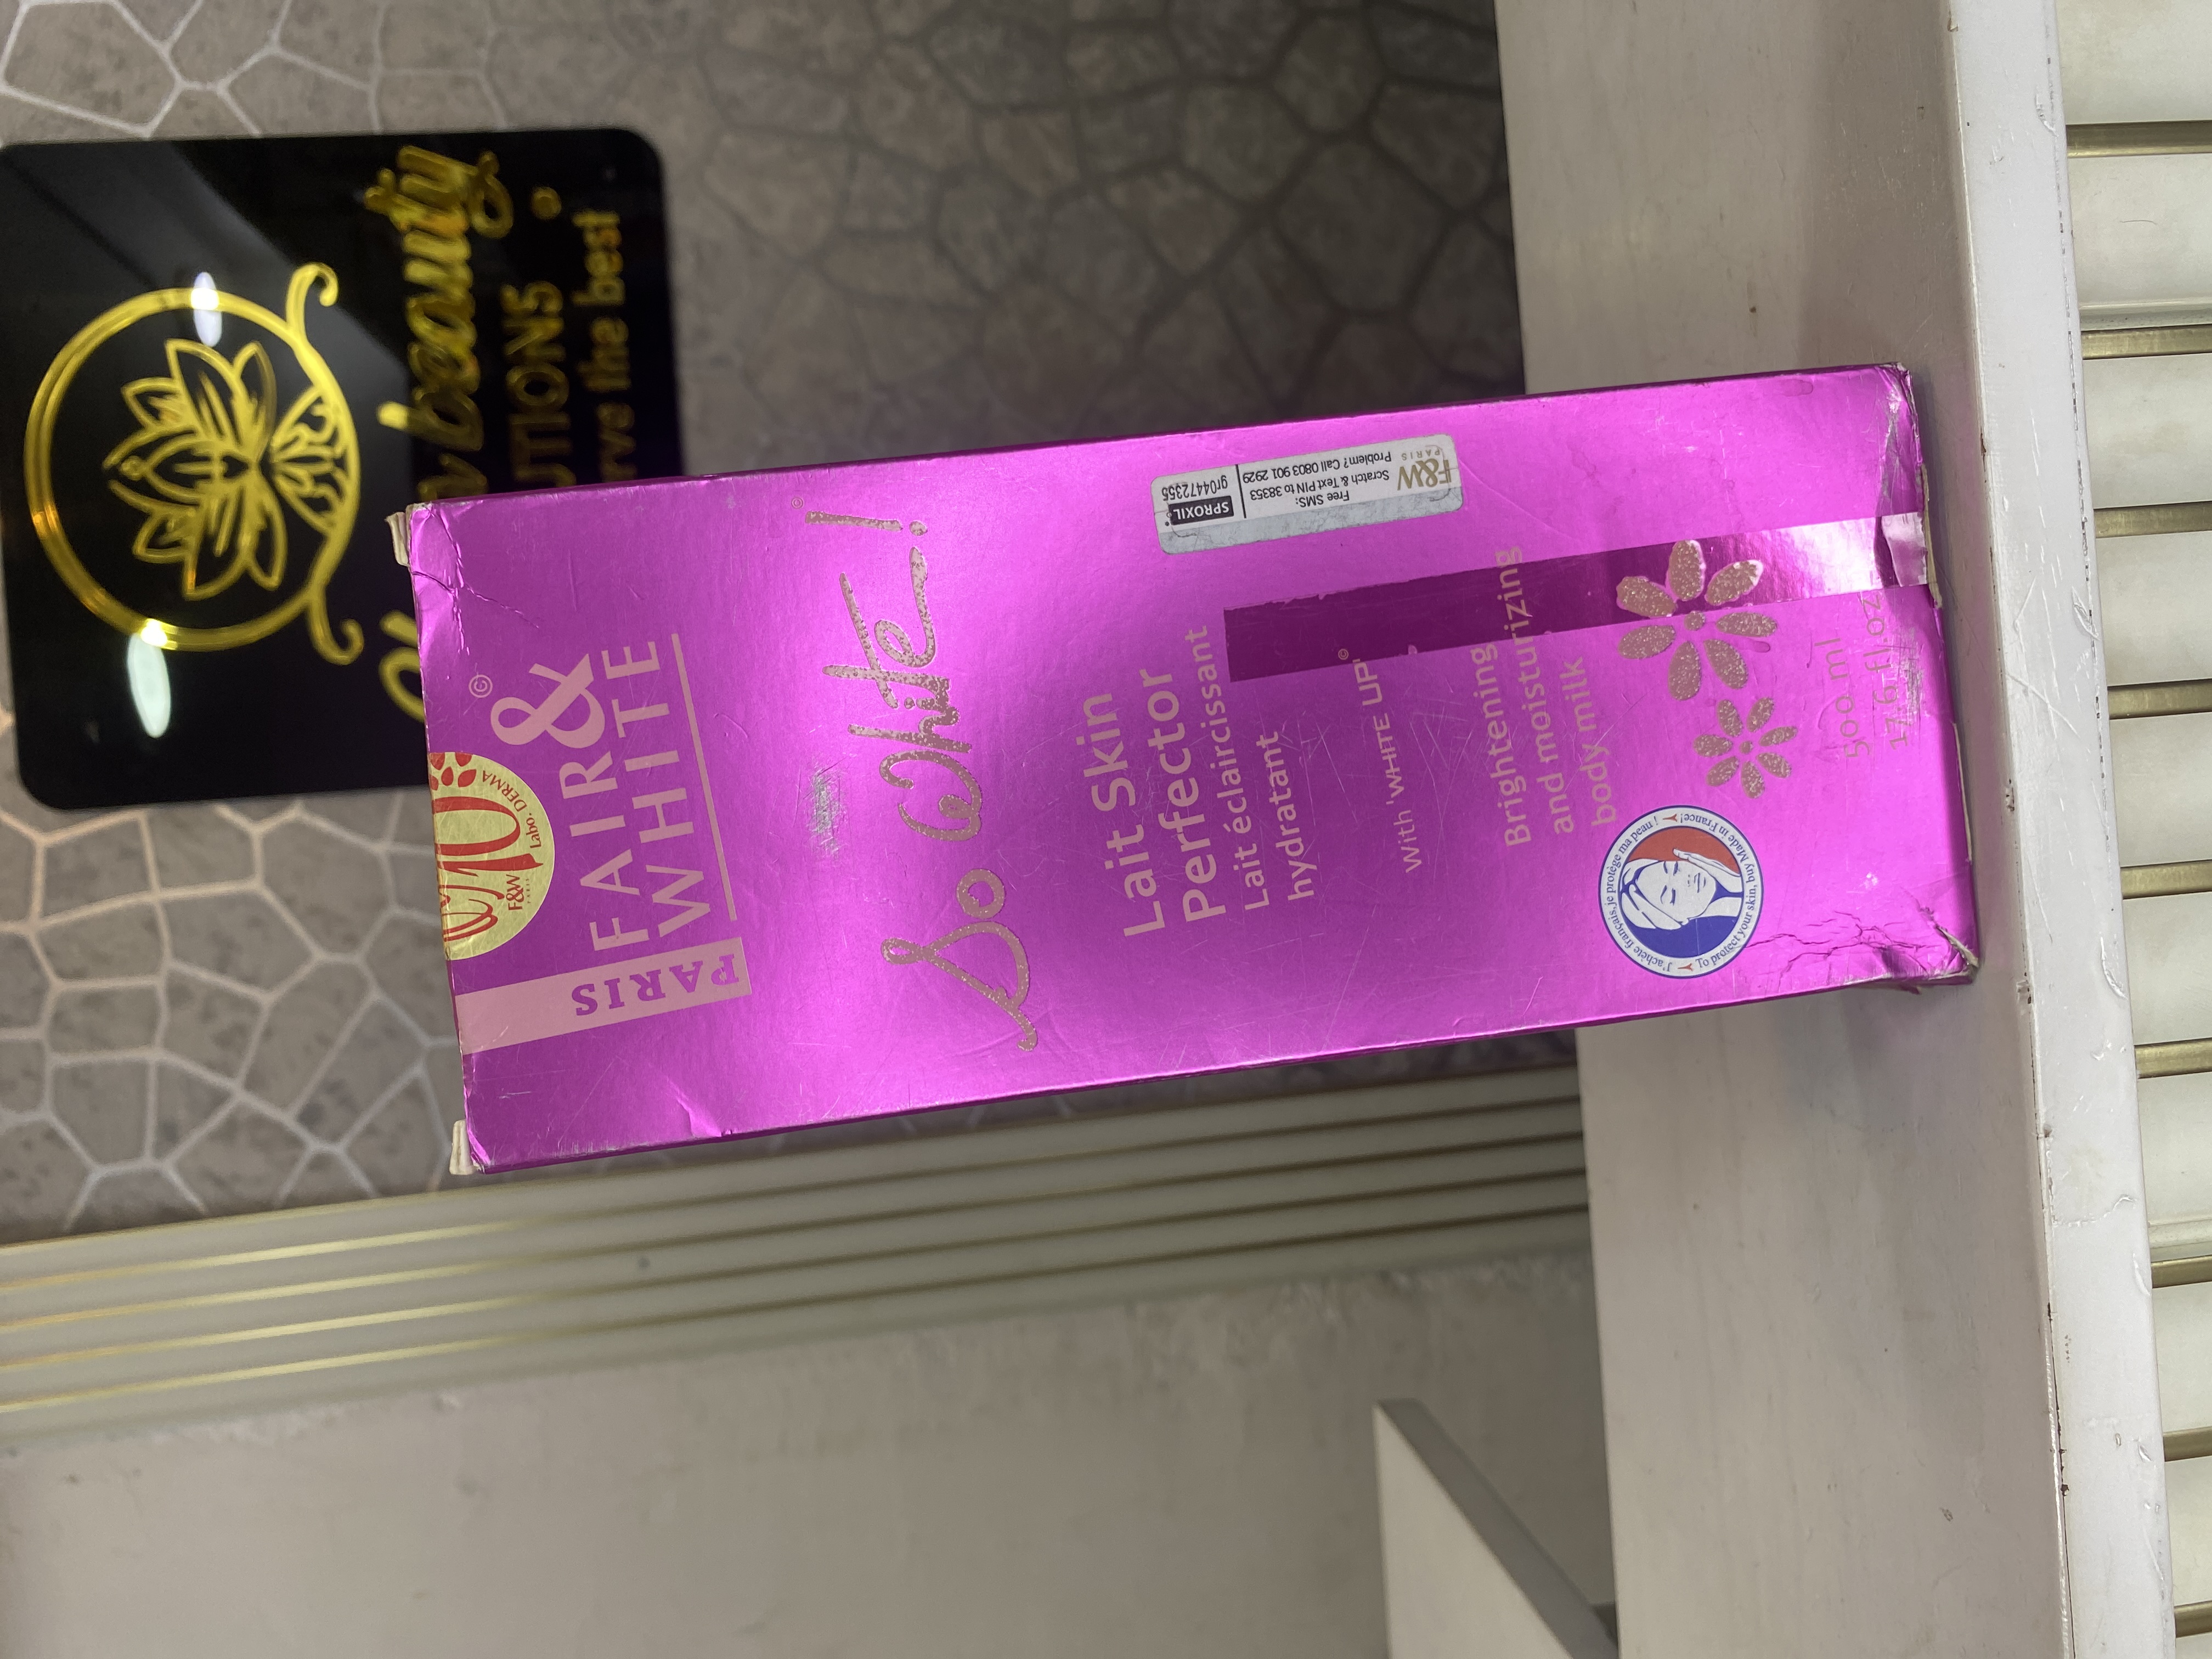 beauty
the best
©
FAIR &
WHITE
PARIS
Labo. DERMA
F&W
So White!
©
Lait Skin
Perfector
Lait éclaircissant
hydratant
With 'WHITE UP'
©
Brightening
and moisturizing
body milk
500 ml
17.6 fl.oz
SPROXIL
gr04472355
Free SMS:
Scratch & Text PIN to 38353
Problem? Call 0803 901 2929
F&W
PARIS
J'achète français, je protège ma peau !
To protect your skin, buy Made in France!